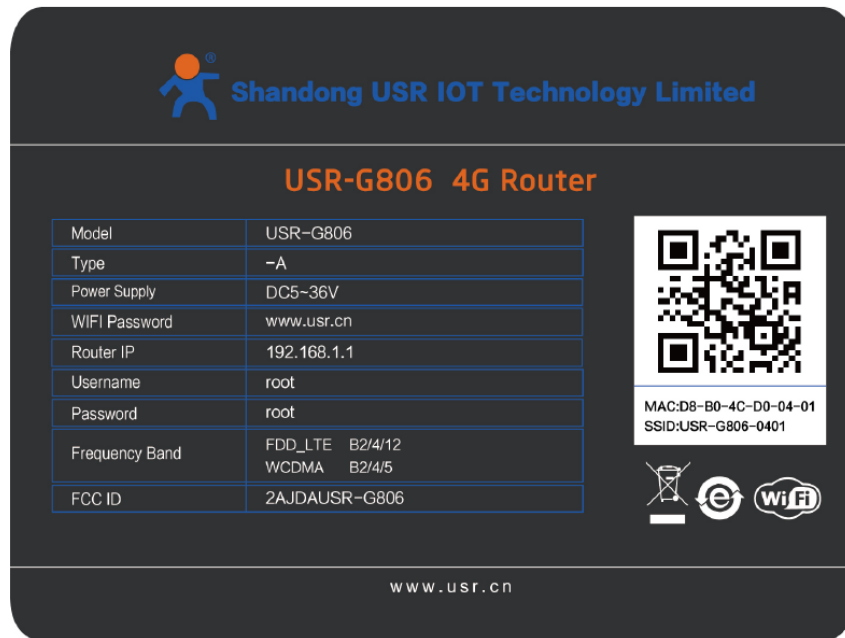 ®
Shandong USR IOT Technology Limited
USR-G806 4G Router
Model USR-G806
Type -A
Power Supply DC5~36V
WIFI Password www.usr.cn
Router IP 192.168.1.1
Username root
Password root
Frequency Band FDD_LTE B2/4/12
WCDMA B2/4/5
FCC ID 2AJDAUSR-G806
MAC:D8-B0-4C-D0-04-01
SSID:USR-G806-0401
e
WiFi
www.usr.cn